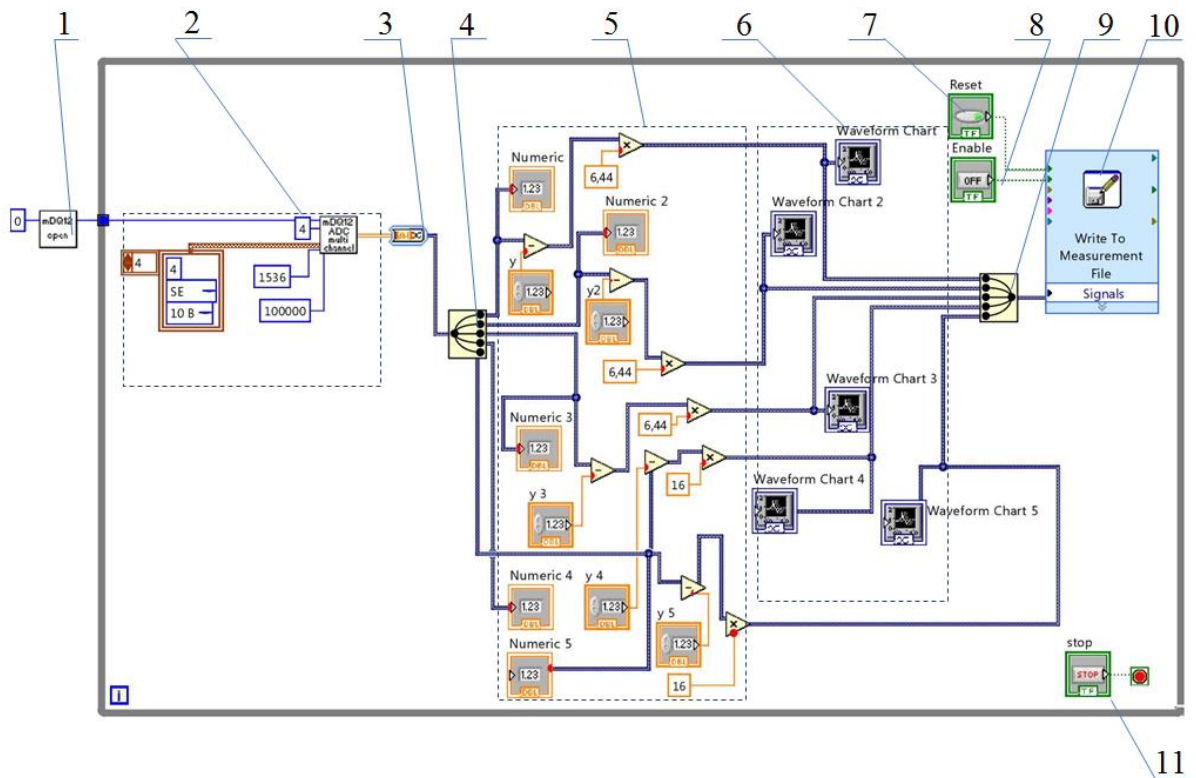 1
2
3
4
5
6
7
8
9
10
Reset
TF
Enable
OFF
TF
Waveform Chart
Numeric
1.23
DBL
6,44
Numeric 2
1.23
DBL
Waveform Chart 2
Write To
Measurement
File
Signals
0
mDQ12
open
4
mDQ12
ADC
multi
channel
4
4
SE
10 В
1536
100000
y
1.23
DBL
y2
1.23
DBL
6,44
Waveform Chart 3
Numeric 3
1.23
DBL
6,44
16
Waveform Chart 4
Waveform Chart 5
y 3
1.23
DBL
Numeric 4
1.23
DBL
y 4
1.23
DBL
y 5
1.23
DBL
Numeric 5
1.23
DBL
16
stop
STOP
TF
i
11